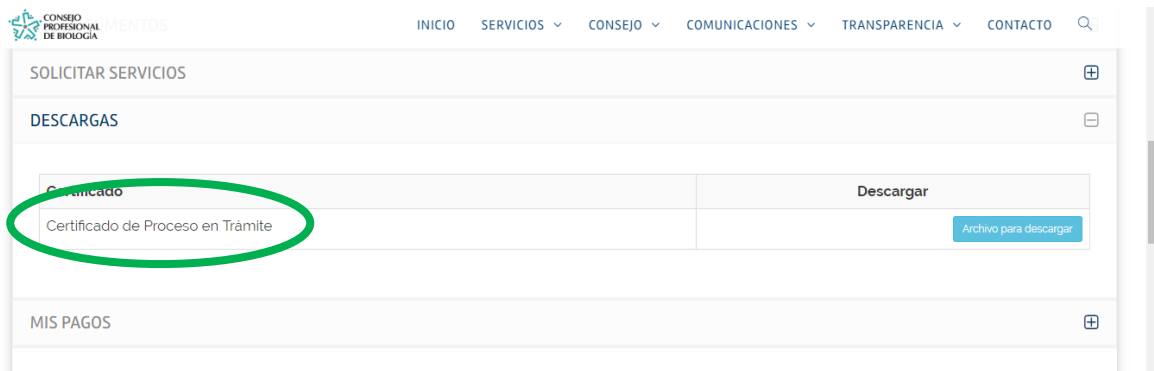 CONSEJO
PROFESIONAL
DE BIOLOGÍA
INICIO SERVICIOS CONSEJO COMUNICACIONES TRANSPARENCIA CONTACTO
SOLICITAR SERVICIOS
DESCARGAS
Certificado Descargar
Certificado de Proceso en Trámite Archivo para descargar
MIS PAGOS